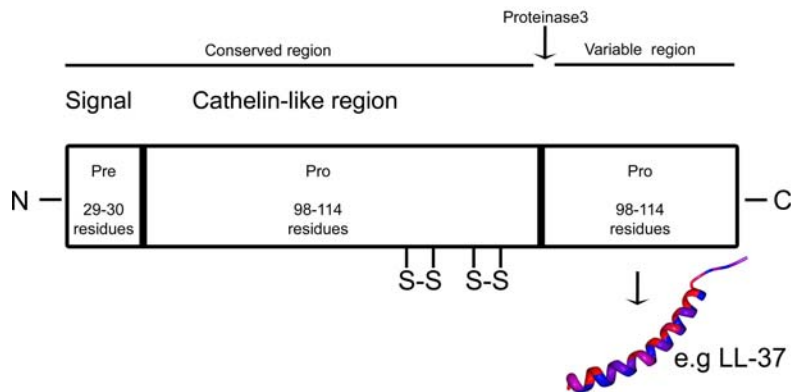 Proteinase3
Conserved region
Variable region
Signal
Cathelin-like region
Pre
Pro
Pro
N
29-30
residues
98-114
residues
98-114
residues
C
S-S
S-S
e.g LL-37